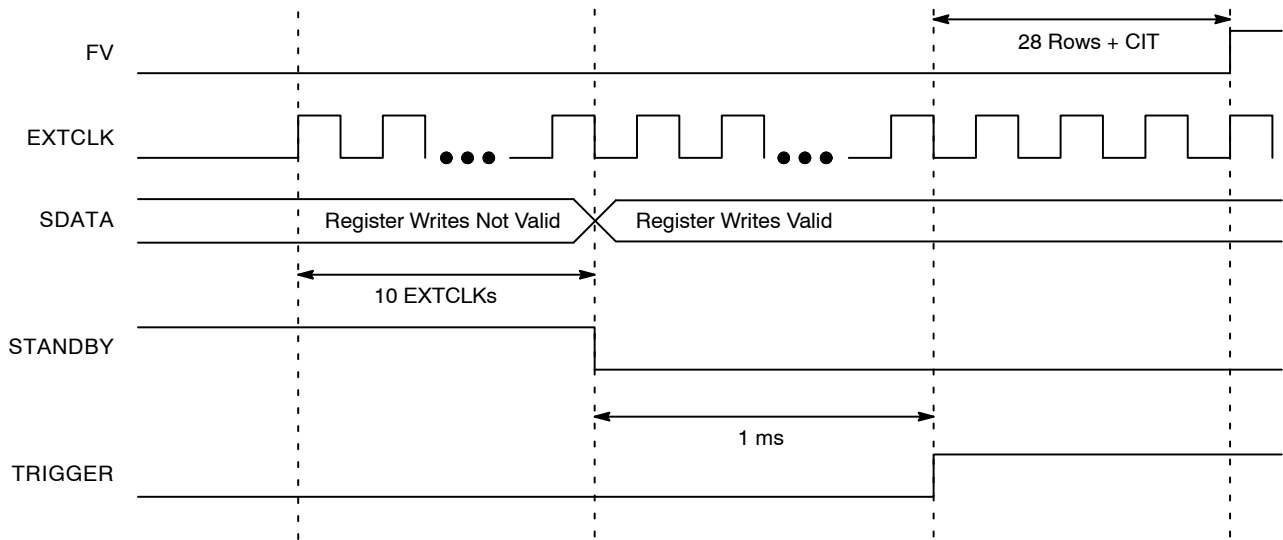 28 Rows + CIT
FV
EXTCLK
SDATA
Register Writes Not Valid
Register Writes Valid
10 EXTCLKs
STANDBY
1 ms
TRIGGER